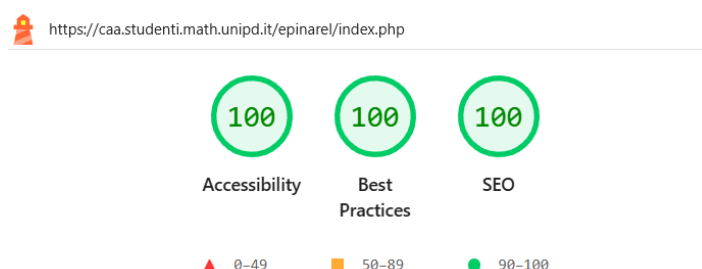 https://caa.studenti.math.unipd.it/epinarel/index.php
100 100 100
Accessibility Best Practices SEO
0–49 50–89 90–100